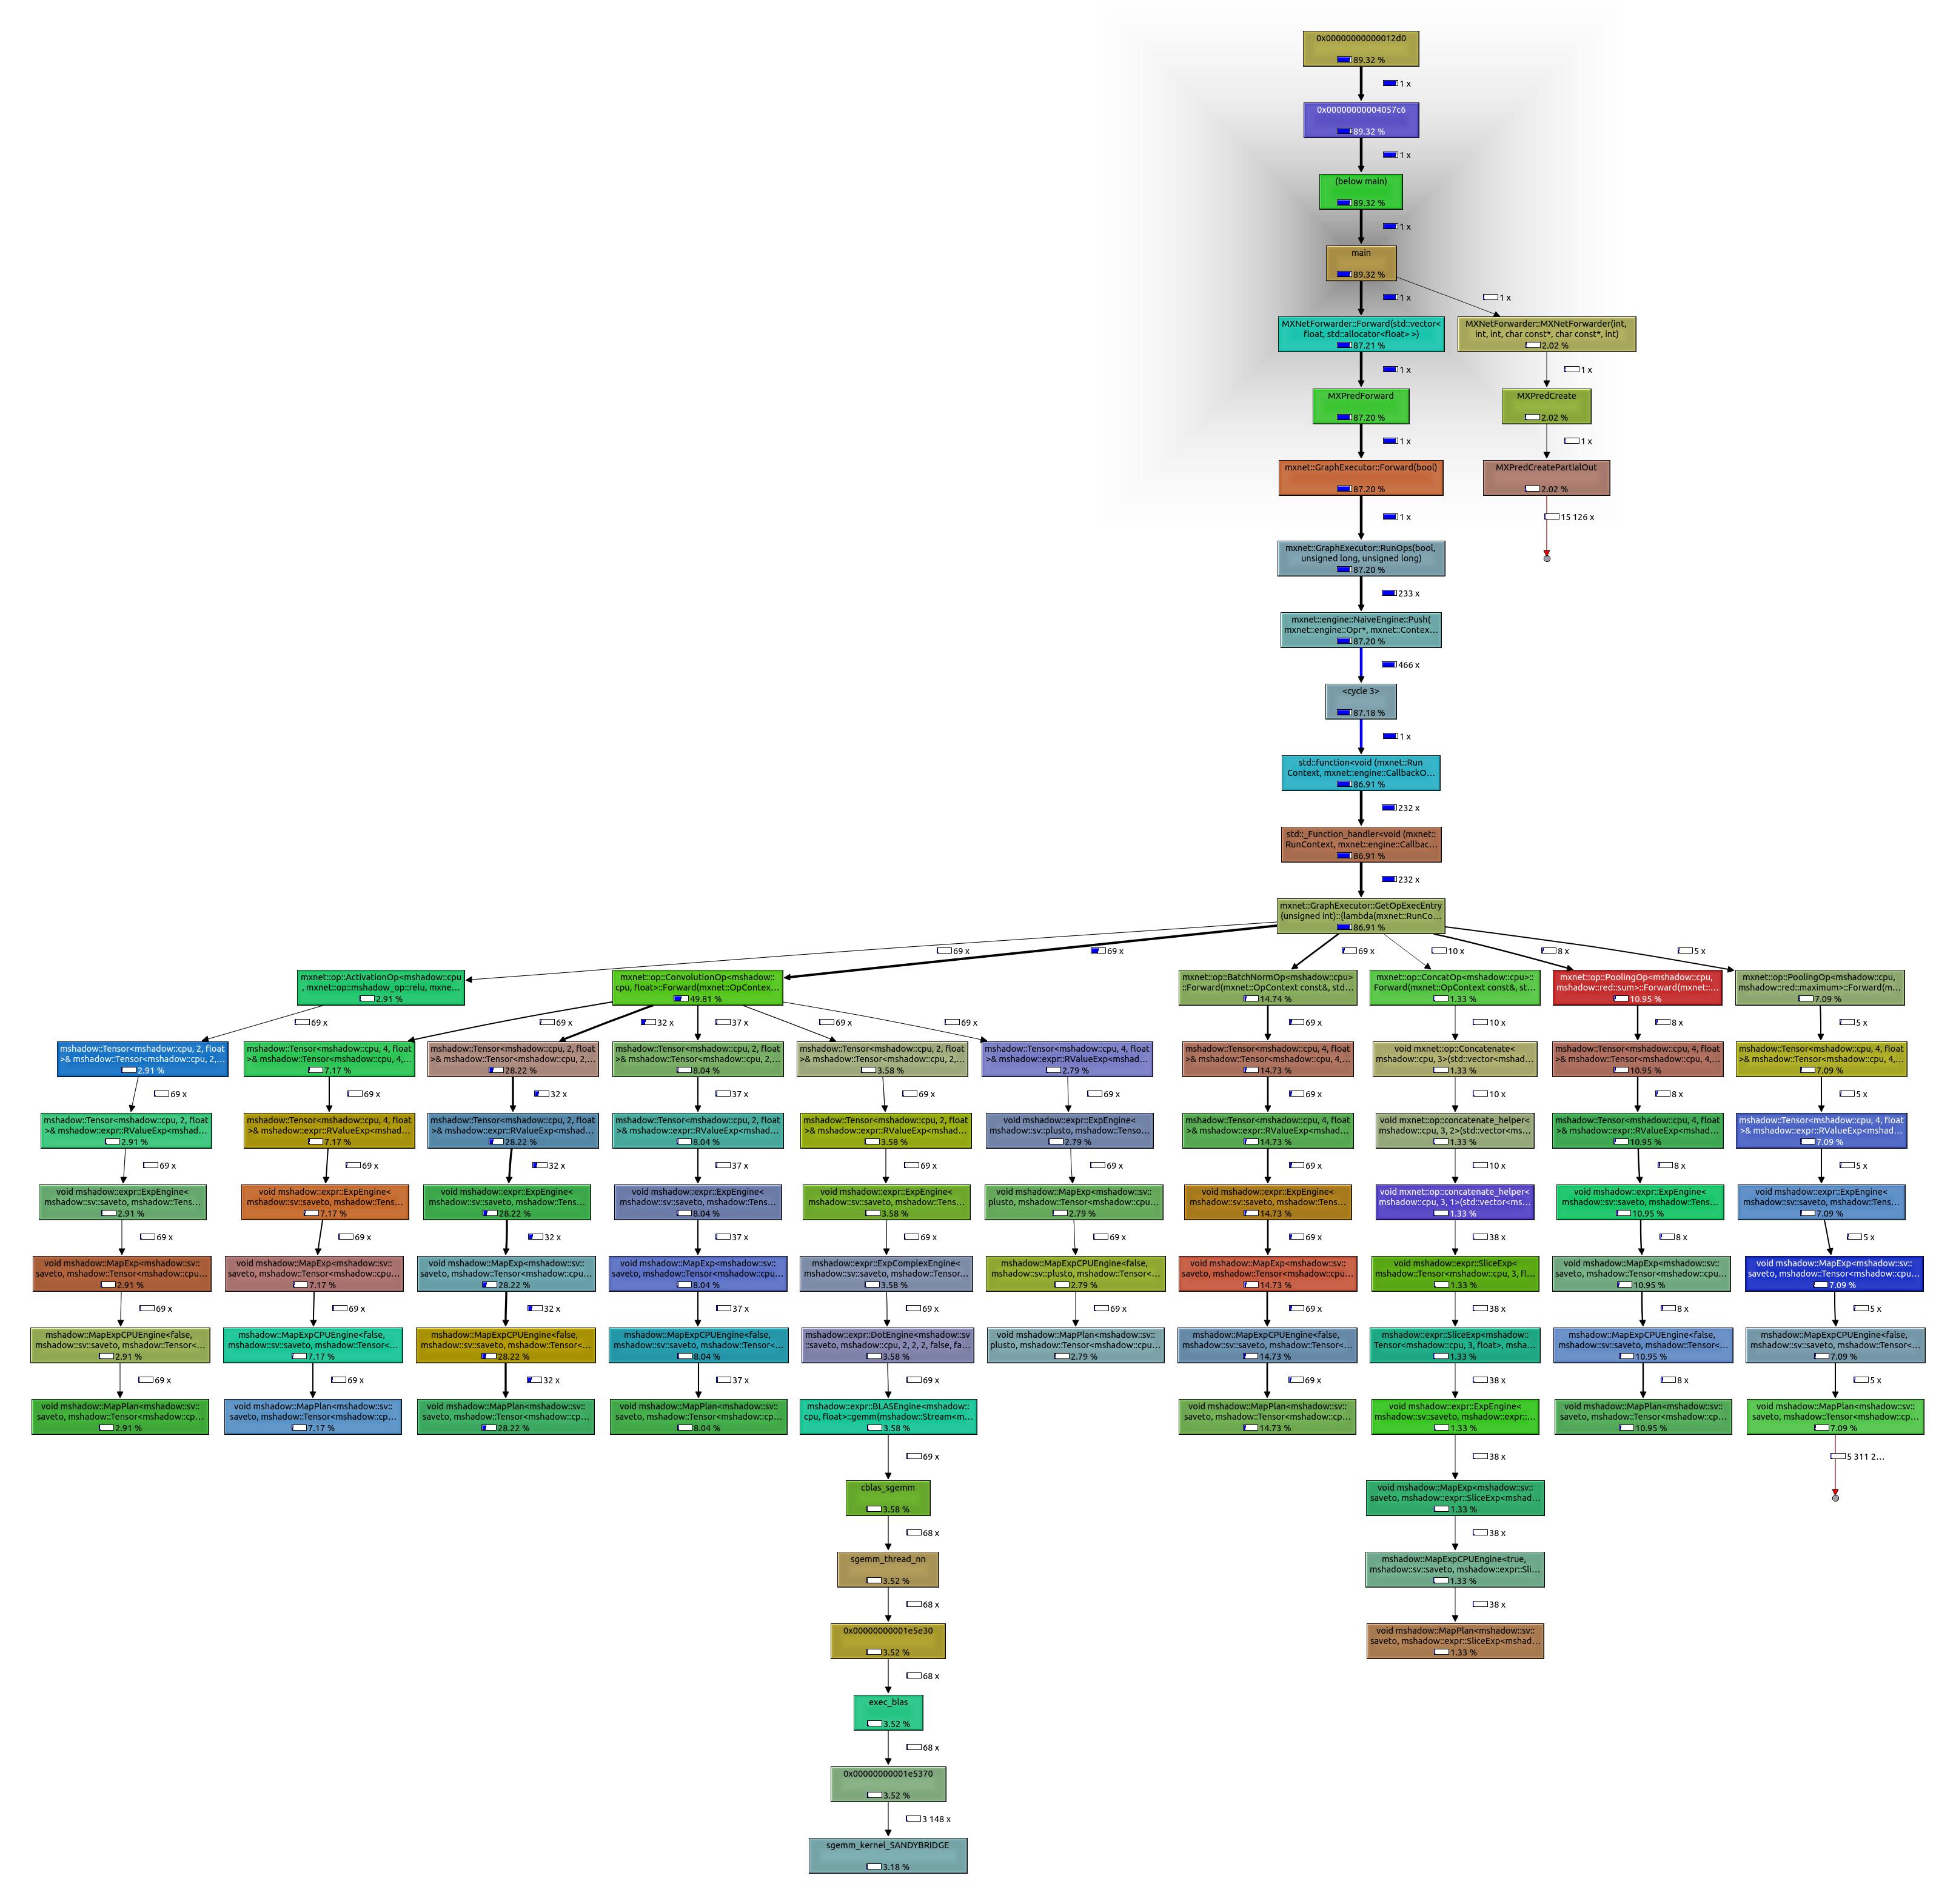 0x00000000000012d0
89.32 %
1 x
0x00000000004057c6
89.32 %
1 x
(below main)
89.32 %
1 x
main
89.32 %
1 x
1 x
MXNetForwarder::Forward(std::vector<
float, std::allocator<float> >)
87.21 %
MXNetForwarder::MXNetForwarder(int,
int, int, char const*, char const*, int)
2.02 %
1 x
1 x
MXPredForward
87.20 %
MXPredCreate
2.02 %
1 x
1 x
mxnet::GraphExecutor::Forward(bool)
87.20 %
MXPredCreatePartialOut
2.02 %
1 x
15 126 x
mxnet::GraphExecutor::RunOps(bool,
unsigned long, unsigned long)
87.20 %
233 x
mxnet::engine::NaiveEngine::Push(
mxnet::engine::Opr*, mxnet::Contex...
87.20 %
466 x
<cycle 3>
87.18 %
1 x
std::function<void (mxnet::Run
Context, mxnet::engine::CallbackO...
86.91 %
232 x
std::_Function_handler<void (mxnet::
RunContext, mxnet::engine::Callbac...
86.91 %
232 x
mxnet::GraphExecutor::GetOpExecEntry
(unsigned int)::{lambda(mxnet::RunCo...
86.91 %
69 x
69 x
69 x
10 x
8 x
5 x
mxnet::op::ActivationOp<mshadow::cpu
, mxnet::op::mshadow_op::relu, mxne...
2.91 %
mxnet::op::ConvolutionOp<mshadow::
cpu, float>::Forward(mxnet::OpContex...
49.81 %
mxnet::op::BatchNormOp<mshadow::cpu>
::Forward(mxnet::OpContext const&, std...
14.74 %
mxnet::op::ConcatOp<mshadow::cpu>::
Forward(mxnet::OpContext const&, st...
1.33 %
mxnet::op::PoolingOp<mshadow::cpu,
mshadow::red::sum>::Forward(mxnet::...
10.95 %
mxnet::op::PoolingOp<mshadow::cpu,
mshadow::red::maximum>::Forward(m...
7.09 %
69 x
69 x
32 x
37 x
69 x
69 x
69 x
10 x
8 x
5 x
mshadow::Tensor<mshadow::cpu, 2, float
>& mshadow::Tensor<mshadow::cpu, 2,...
2.91 %
mshadow::Tensor<mshadow::cpu, 4, float
>& mshadow::Tensor<mshadow::cpu, 4,...
7.17 %
mshadow::Tensor<mshadow::cpu, 2, float
>& mshadow::Tensor<mshadow::cpu, 2,...
28.22 %
mshadow::Tensor<mshadow::cpu, 2, float
>& mshadow::Tensor<mshadow::cpu, 2,...
8.04 %
mshadow::Tensor<mshadow::cpu, 2, float
>& mshadow::Tensor<mshadow::cpu, 2,...
3.58 %
mshadow::Tensor<mshadow::cpu, 4, float
>& mshadow::expr::RValueExp<mshad...
2.79 %
mshadow::Tensor<mshadow::cpu, 4, float
>& mshadow::Tensor<mshadow::cpu, 4,...
14.73 %
void mxnet::op::Concatenate<
mshadow::cpu, 3>(std::vector<mshad...
1.33 %
mshadow::Tensor<mshadow::cpu, 4, float
>& mshadow::Tensor<mshadow::cpu, 4,...
10.95 %
mshadow::Tensor<mshadow::cpu, 4, float
>& mshadow::Tensor<mshadow::cpu, 4,...
7.09 %
69 x
69 x
32 x
37 x
69 x
69 x
69 x
10 x
8 x
5 x
mshadow::Tensor<mshadow::cpu, 2, float
>& mshadow::expr::RValueExp<mshad...
2.91 %
mshadow::Tensor<mshadow::cpu, 4, float
>& mshadow::expr::RValueExp<mshad...
7.17 %
mshadow::Tensor<mshadow::cpu, 2, float
>& mshadow::expr::RValueExp<mshad...
28.22 %
mshadow::Tensor<mshadow::cpu, 2, float
>& mshadow::expr::RValueExp<mshad...
8.04 %
mshadow::Tensor<mshadow::cpu, 2, float
>& mshadow::expr::RValueExp<mshad...
3.58 %
void mshadow::expr::ExpEngine<
mshadow::sv::plusto, mshadow::Tenso...
2.79 %
mshadow::Tensor<mshadow::cpu, 4, float
>& mshadow::expr::RValueExp<mshad...
14.73 %
void mxnet::op::concatenate_helper<
mshadow::cpu, 3, 2>(std::vector<ms...
1.33 %
mshadow::Tensor<mshadow::cpu, 4, float
>& mshadow::expr::RValueExp<mshad...
10.95 %
mshadow::Tensor<mshadow::cpu, 4, float
>& mshadow::expr::RValueExp<mshad...
7.09 %
69 x
69 x
32 x
37 x
69 x
69 x
69 x
10 x
8 x
5 x
void mshadow::expr::ExpEngine<
mshadow::sv::saveto, mshadow::Tens...
2.91 %
void mshadow::expr::ExpEngine<
mshadow::sv::saveto, mshadow::Tens...
7.17 %
void mshadow::expr::ExpEngine<
mshadow::sv::saveto, mshadow::Tens...
28.22 %
void mshadow::expr::ExpEngine<
mshadow::sv::saveto, mshadow::Tens...
8.04 %
void mshadow::expr::ExpEngine<
mshadow::sv::saveto, mshadow::Tens...
3.58 %
void mshadow::MapExp<mshadow::sv::
plusto, mshadow::Tensor<mshadow::cpu...
2.79 %
void mshadow::expr::ExpEngine<
mshadow::sv::saveto, mshadow::Tens...
14.73 %
void mxnet::op::concatenate_helper<
mshadow::cpu, 3, 1>(std::vector<ms...
1.33 %
void mshadow::expr::ExpEngine<
mshadow::sv::saveto, mshadow::Tens...
10.95 %
void mshadow::expr::ExpEngine<
mshadow::sv::saveto, mshadow::Tens...
7.09 %
69 x
69 x
32 x
37 x
69 x
69 x
69 x
38 x
8 x
5 x
void mshadow::MapExp<mshadow::sv::
saveto, mshadow::Tensor<mshadow::cpu...
2.91 %
void mshadow::MapExp<mshadow::sv::
saveto, mshadow::Tensor<mshadow::cpu...
7.17 %
void mshadow::MapExp<mshadow::sv::
saveto, mshadow::Tensor<mshadow::cpu...
28.22 %
void mshadow::MapExp<mshadow::sv::
saveto, mshadow::Tensor<mshadow::cpu...
8.04 %
mshadow::expr::ExpComplexEngine<
mshadow::sv::saveto, mshadow::Tensor...
3.58 %
mshadow::MapExpCPUEngine<false,
mshadow::sv::plusto, mshadow::Tensor<...
2.79 %
void mshadow::MapExp<mshadow::sv::
saveto, mshadow::Tensor<mshadow::cpu...
14.73 %
void mshadow::expr::SliceExp<
mshadow::Tensor<mshadow::cpu, 3, fl...
1.33 %
void mshadow::MapExp<mshadow::sv::
saveto, mshadow::Tensor<mshadow::cpu...
10.95 %
void mshadow::MapExp<mshadow::sv::
saveto, mshadow::Tensor<mshadow::cpu...
7.09 %
69 x
69 x
32 x
37 x
69 x
69 x
69 x
38 x
8 x
5 x
mshadow::MapExpCPUEngine<false,
mshadow::sv::saveto, mshadow::Tensor<...
2.91 %
mshadow::MapExpCPUEngine<false,
mshadow::sv::saveto, mshadow::Tensor<...
7.17 %
mshadow::MapExpCPUEngine<false,
mshadow::sv::saveto, mshadow::Tensor<...
28.22 %
mshadow::MapExpCPUEngine<false,
mshadow::sv::saveto, mshadow::Tensor<...
8.04 %
mshadow::expr::DotEngine<mshadow::sv
::saveto, mshadow::cpu, 2, 2, 2, false, fa...
3.58 %
void mshadow::MapPlan<mshadow::sv::
plusto, mshadow::Tensor<mshadow::cpu...
2.79 %
mshadow::MapExpCPUEngine<false,
mshadow::sv::saveto, mshadow::Tensor<...
14.73 %
mshadow::expr::SliceExp<mshadow::
Tensor<mshadow::cpu, 3, float>, msha...
1.33 %
mshadow::MapExpCPUEngine<false,
mshadow::sv::saveto, mshadow::Tensor<...
10.95 %
mshadow::MapExpCPUEngine<false,
mshadow::sv::saveto, mshadow::Tensor<...
7.09 %
69 x
69 x
32 x
37 x
69 x
69 x
38 x
8 x
5 x
void mshadow::MapPlan<mshadow::sv::
saveto, mshadow::Tensor<mshadow::cp...
2.91 %
void mshadow::MapPlan<mshadow::sv::
saveto, mshadow::Tensor<mshadow::cp...
7.17 %
void mshadow::MapPlan<mshadow::sv::
saveto, mshadow::Tensor<mshadow::cp...
28.22 %
void mshadow::MapPlan<mshadow::sv::
saveto, mshadow::Tensor<mshadow::cp...
8.04 %
mshadow::expr::BLASEngine<mshadow::
cpu, float>::gemm(mshadow::Stream<m...
3.58 %
void mshadow::MapPlan<mshadow::sv::
saveto, mshadow::Tensor<mshadow::cp...
14.73 %
void mshadow::expr::ExpEngine<
mshadow::sv::saveto, mshadow::expr::...
1.33 %
void mshadow::MapPlan<mshadow::sv::
saveto, mshadow::Tensor<mshadow::cp...
10.95 %
void mshadow::MapPlan<mshadow::sv::
saveto, mshadow::Tensor<mshadow::cp...
7.09 %
69 x
38 x
5 311 2...
cblas_sgemm
3.58 %
void mshadow::MapExp<mshadow::sv::
saveto, mshadow::expr::SliceExp<mshad...
1.33 %
68 x
38 x
sgemm_thread_nn
3.52 %
mshadow::MapExpCPUEngine<true,
mshadow::sv::saveto, mshadow::expr::Sli...
1.33 %
68 x
38 x
0x00000000001e5e30
3.52 %
void mshadow::MapPlan<mshadow::sv::
saveto, mshadow::expr::SliceExp<mshad...
1.33 %
68 x
exec_blas
3.52 %
68 x
0x00000000001e5370
3.52 %
3 148 x
sgemm_kernel_SANDYBRIDGE
3.18 %